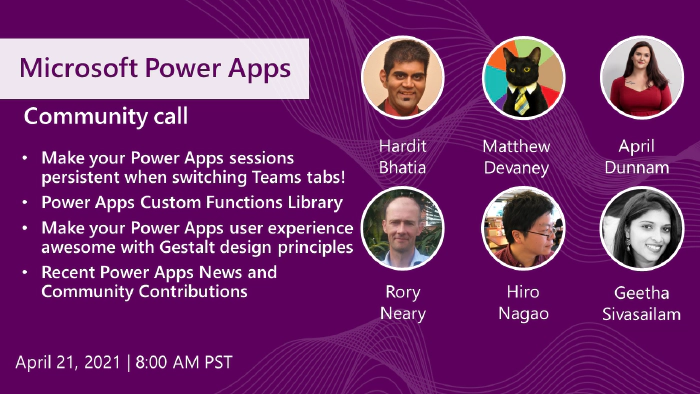 Microsoft Power Apps
Community call
• Make your Power Apps sessions
persistent when switching Teams tabs!
• Power Apps Custom Functions Library
• Make your Power Apps user experience
awesome with Gestalt design principles
• Recent Power Apps News and
Community Contributions
April 21, 2021 | 8:00 AM PST
Hardit
Bhatia
Matthew
Devaney
April
Dunnam
Rory
Neary
Hiro
Nagao
Geetha
Sivasailam